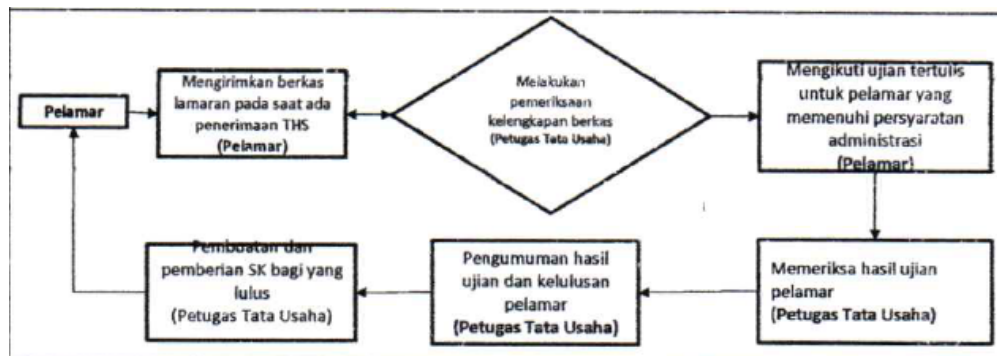 Pelamar
Mengirimkan berkas
lamaran pada saat ada
penerimaan THS
(Pelamar)
Melakukan
pemeriksaan
kelengkapan berkas
(Petugas Tata Usaha)
Mengikuti ujian tertulis
untuk pelamar yang
memenuhi persyaratan
administrasi
(Pelamar)
Memeriksa hasil ujian
pelamar
(Petugas Tata Usaha)
Pengumuman hasil
ujian dan kelulusan
pelamar
(Petugas Tata Usaha)
Pembuatan dan
pemberian SK bagi yang
lulus
(Petugas Tata Usaha)